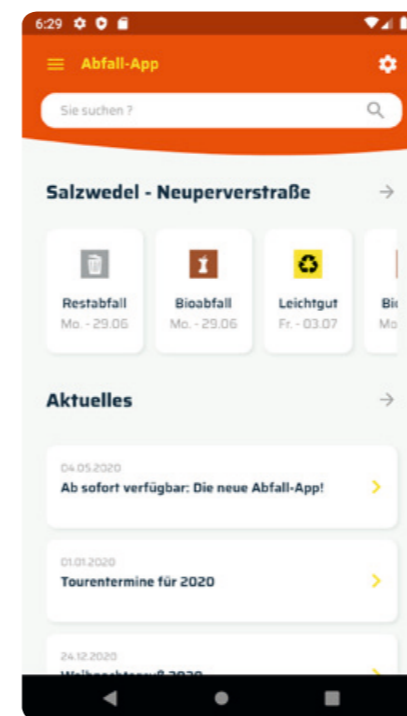 6:29
Abfall-App
Sie suchen ?
Salzwedel - Neuperverstraße
Restabfall
Mo. - 29.06
Bioabfall
Mo. - 29.06
Leichtgut
Fr. - 03.07
Aktuelles
04.05.2020
Ab sofort verfügbar: Die neue Abfall-App!
01.01.2020
Tourentermine für 2020
24.12.2020